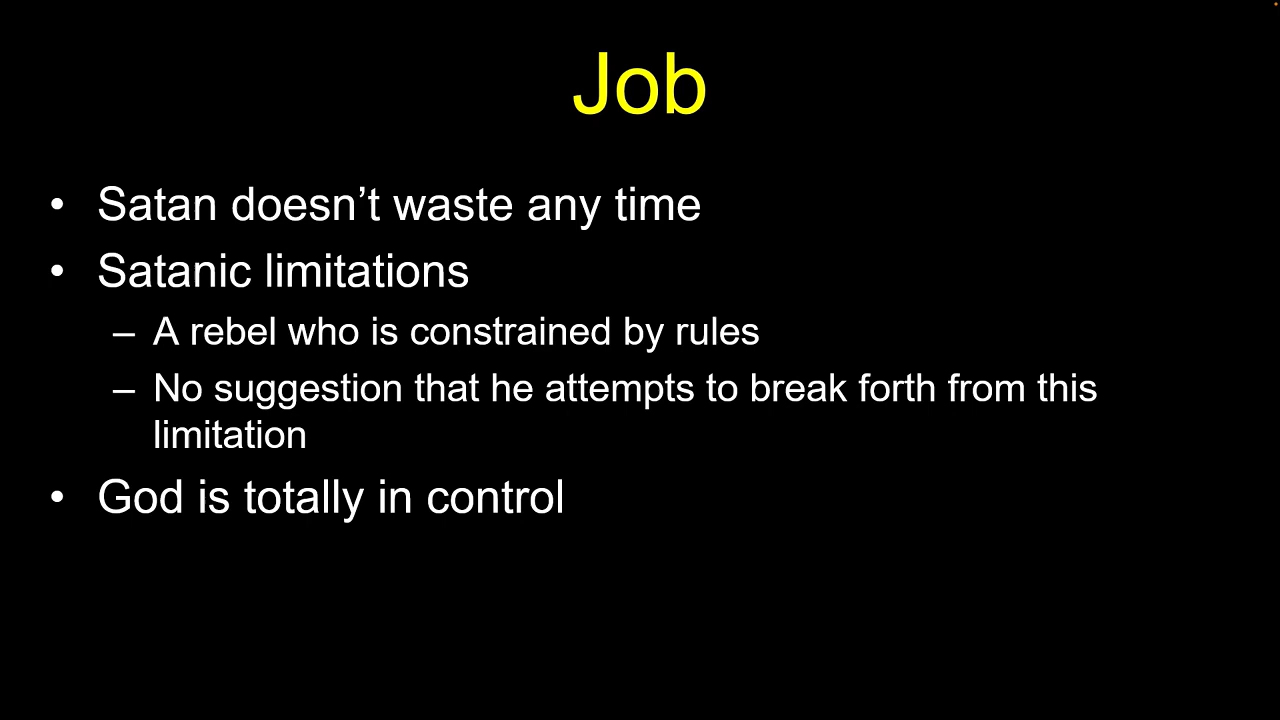 Job
• Satan doesn’t waste any time
• Satanic limitations
– A rebel who is constrained by rules
– No suggestion that he attempts to break forth from this
limitation
• God is totally in control